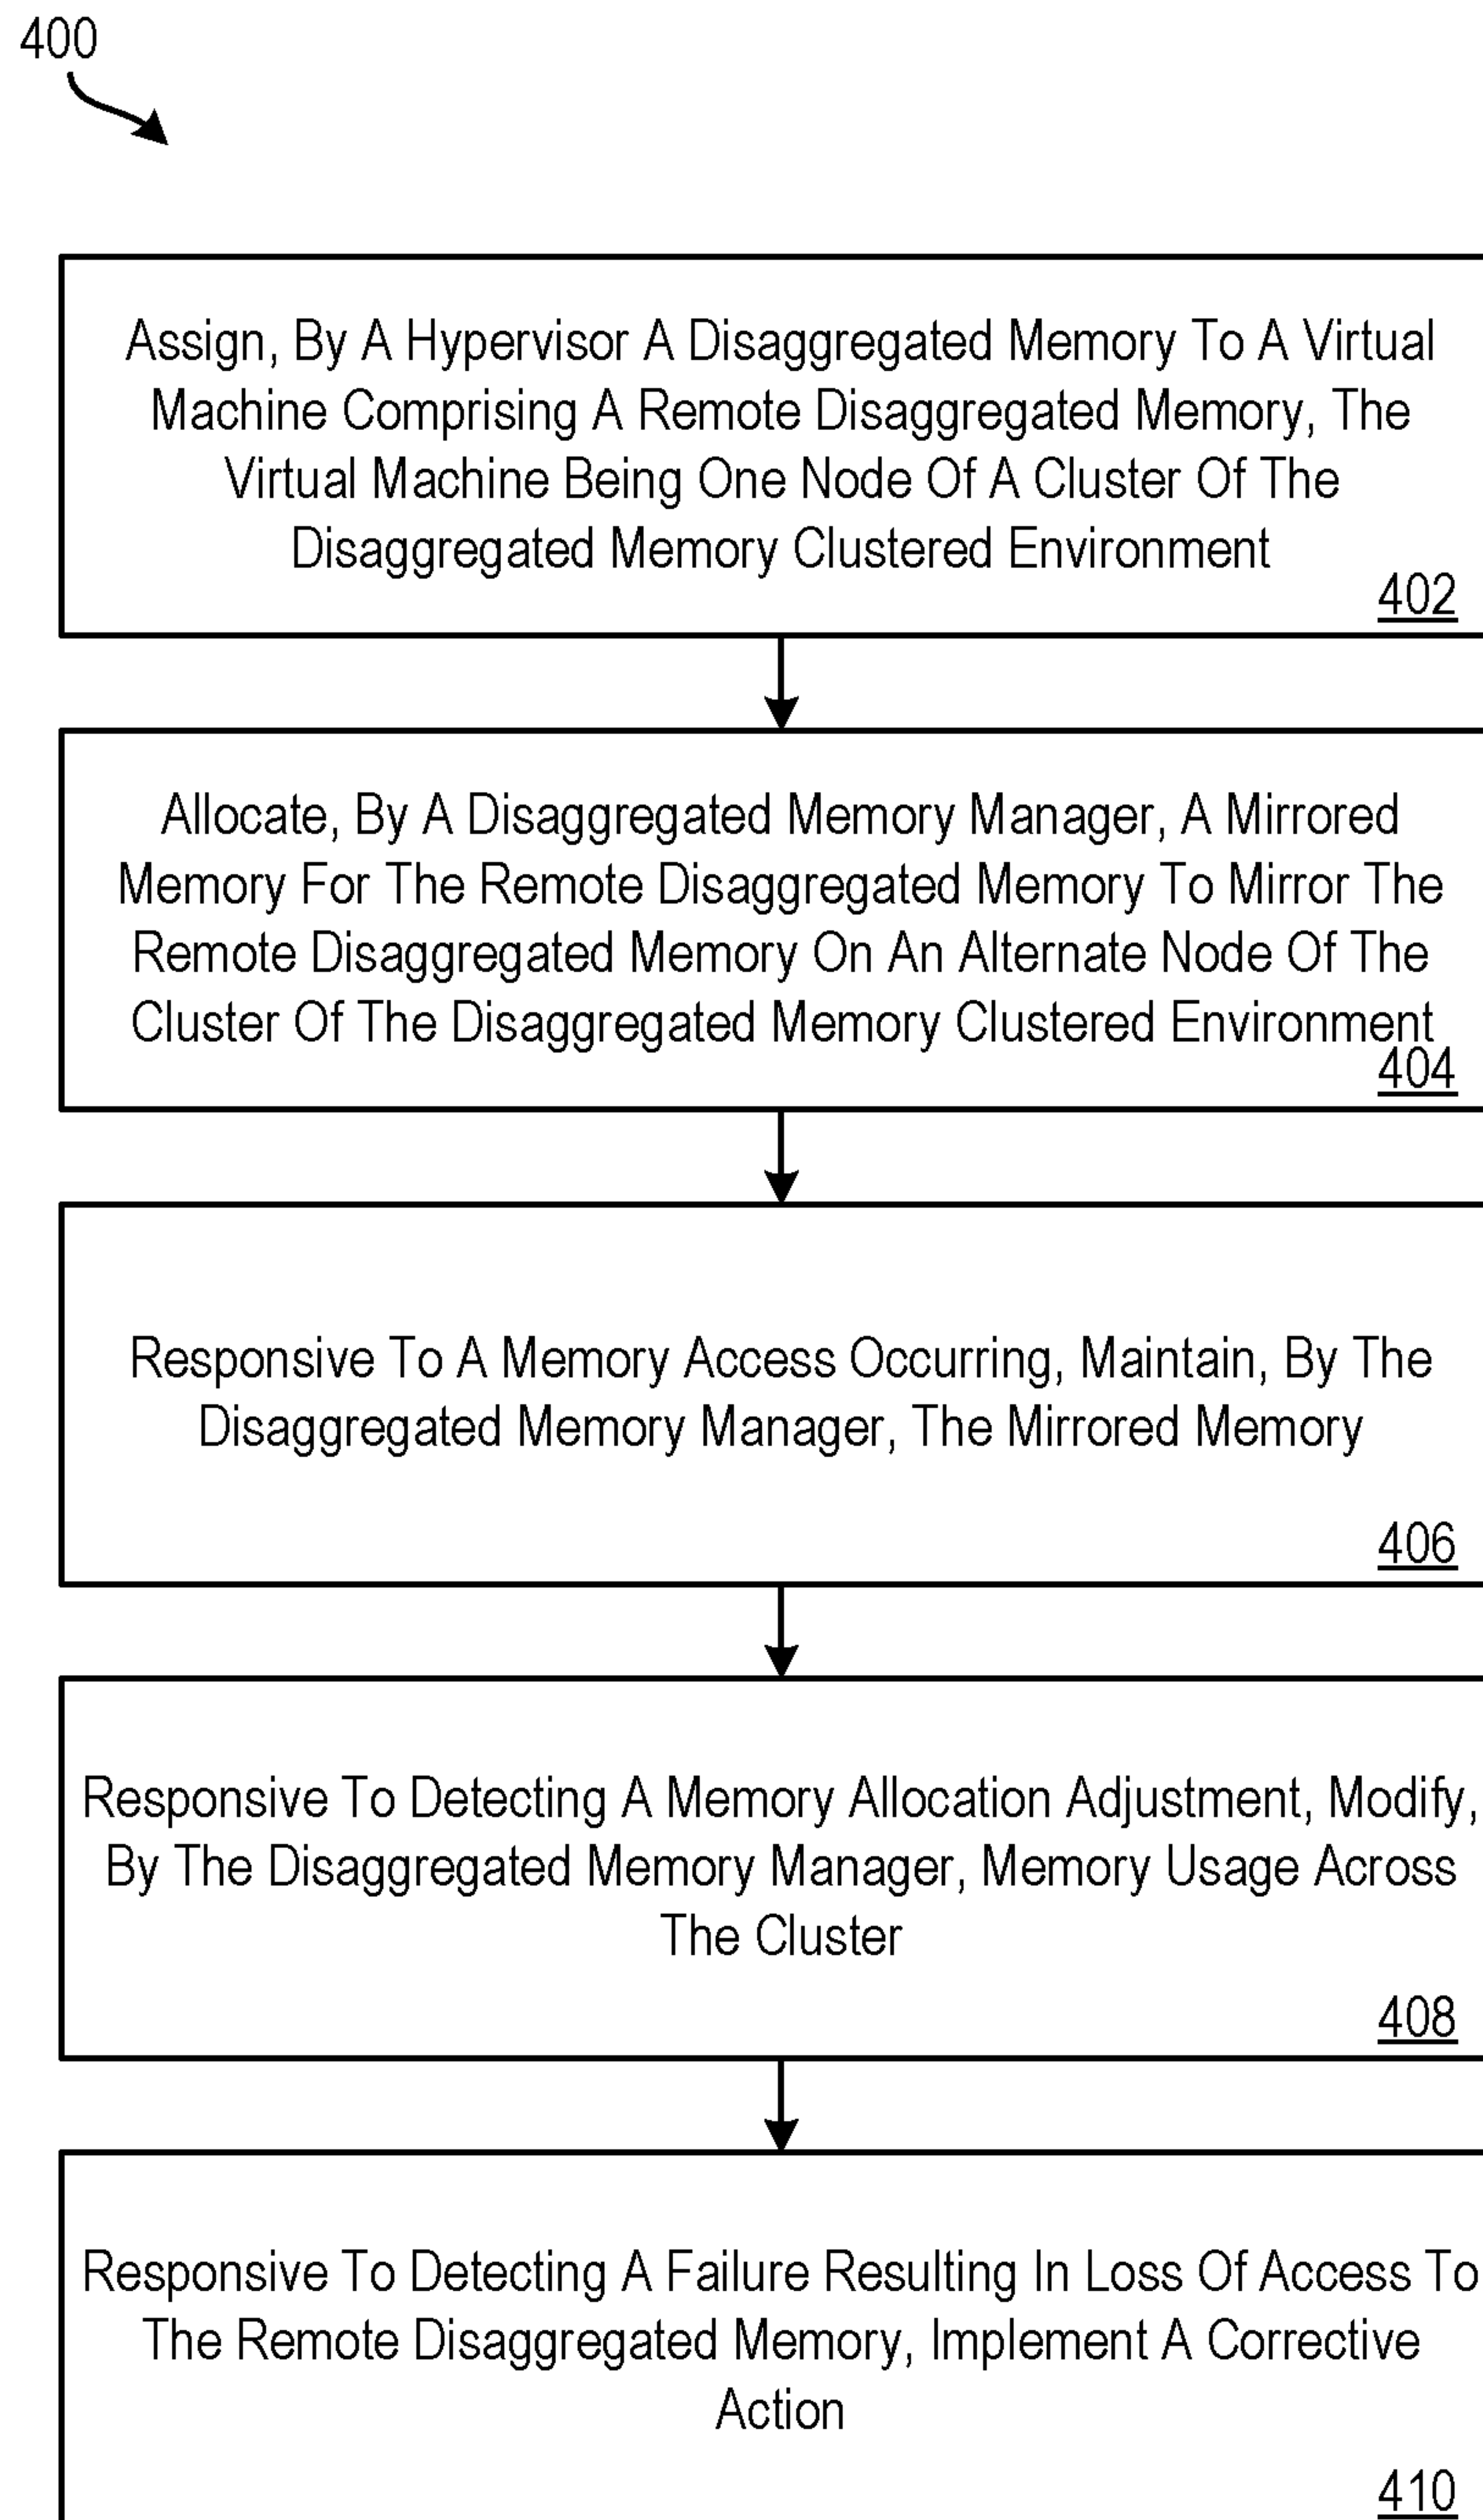 400
Assign, By A Hypervisor A Disaggregated Memory To A Virtual
Machine Comprising A Remote Disaggregated Memory, The
Virtual Machine Being One Node Of A Cluster Of The
Disaggregated Memory Clustered Environment
402
Allocate, By A Disaggregated Memory Manager, A Mirrored
Memory For The Remote Disaggregated Memory To Mirror The
Remote Disaggregated Memory On An Alternate Node Of The
Cluster Of The Disaggregated Memory Clustered Environment
404
Responsive To A Memory Access Occurring, Maintain, By The
Disaggregated Memory Manager, The Mirrored Memory
406
Responsive To Detecting A Memory Allocation Adjustment, Modify,
By The Disaggregated Memory Manager, Memory Usage Across
The Cluster
408
Responsive To Detecting A Failure Resulting In Loss Of Access To
The Remote Disaggregated Memory, Implement A Corrective
Action
410